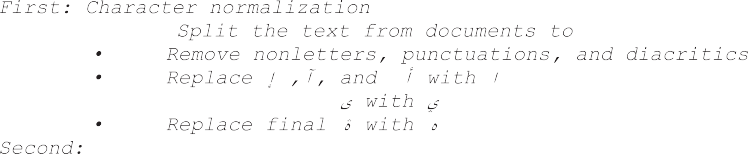 First: Character normalization
Split the text from documents to
• Remove nonletters, punctuations, and diacritics
• Replace إ ,آ, and أ with ا
ى with ي
• Replace final ة with ه
Second: